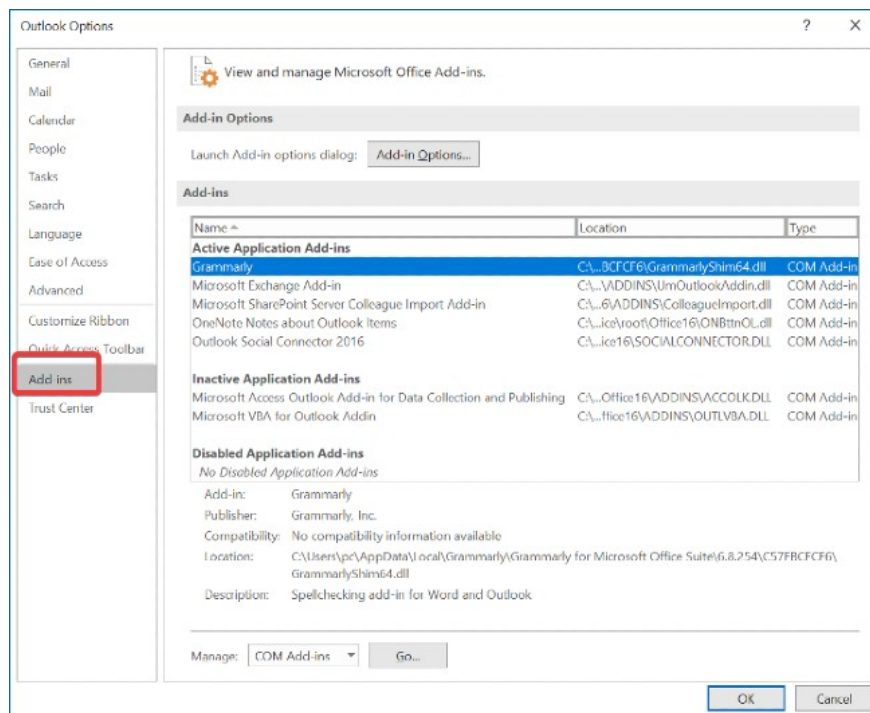 Outlook Options
?
General
Mail
Calendar
People
Tasks
Search
Language
Ease of Access
Advanced
Customize Ribbon
Quick Access Toolbar
Add-ins
Trust Center
View and manage Microsoft Office Add-ins.
Add-in Options
Launch Add-in options dialog: Add-in Options...
Add-ins
Name Location Type
Active Application Add-ins
Grammarly C:\...BCFCF6\GrammarlyShim64.dll COM Add-in
Microsoft Exchange Add-in C:\...\ADDINS\UmOutlookAddin.dll COM Add-in
Microsoft SharePoint Server Colleague Import Add-in C:\...6\ADDINS\ColleagueImport.dll COM Add-in
OneNote Notes about Outlook Items C:\...ice\root\Office16\ONBttnOL.dll COM Add-in
Outlook Social Connector 2016 C:\...ice16\SOCIALCONNECTOR.DLL COM Add-in
Inactive Application Add-ins
Microsoft Access Outlook Add-in for Data Collection and Publishing C:\...Office16\ADDINS\ACCOLK.DLL COM Add-in
Microsoft VBA for Outlook Addin C:\...ffice16\ADDINS\OUTLVBA.DLL COM Add-in
Disabled Application Add-ins
No Disabled Application Add-ins
Add-in: Grammarly
Publisher: Grammarly, Inc.
Compatibility: No compatibility information available
Location: C:\Users\pc\AppData\Local\Grammarly\Grammarly for Microsoft Office Suite\6.8.254\C57FBCFCF6\
GrammarlyShim64.dll
Description: Spellchecking add-in for Word and Outlook
Manage: COM Add-ins Go...
OK Cancel